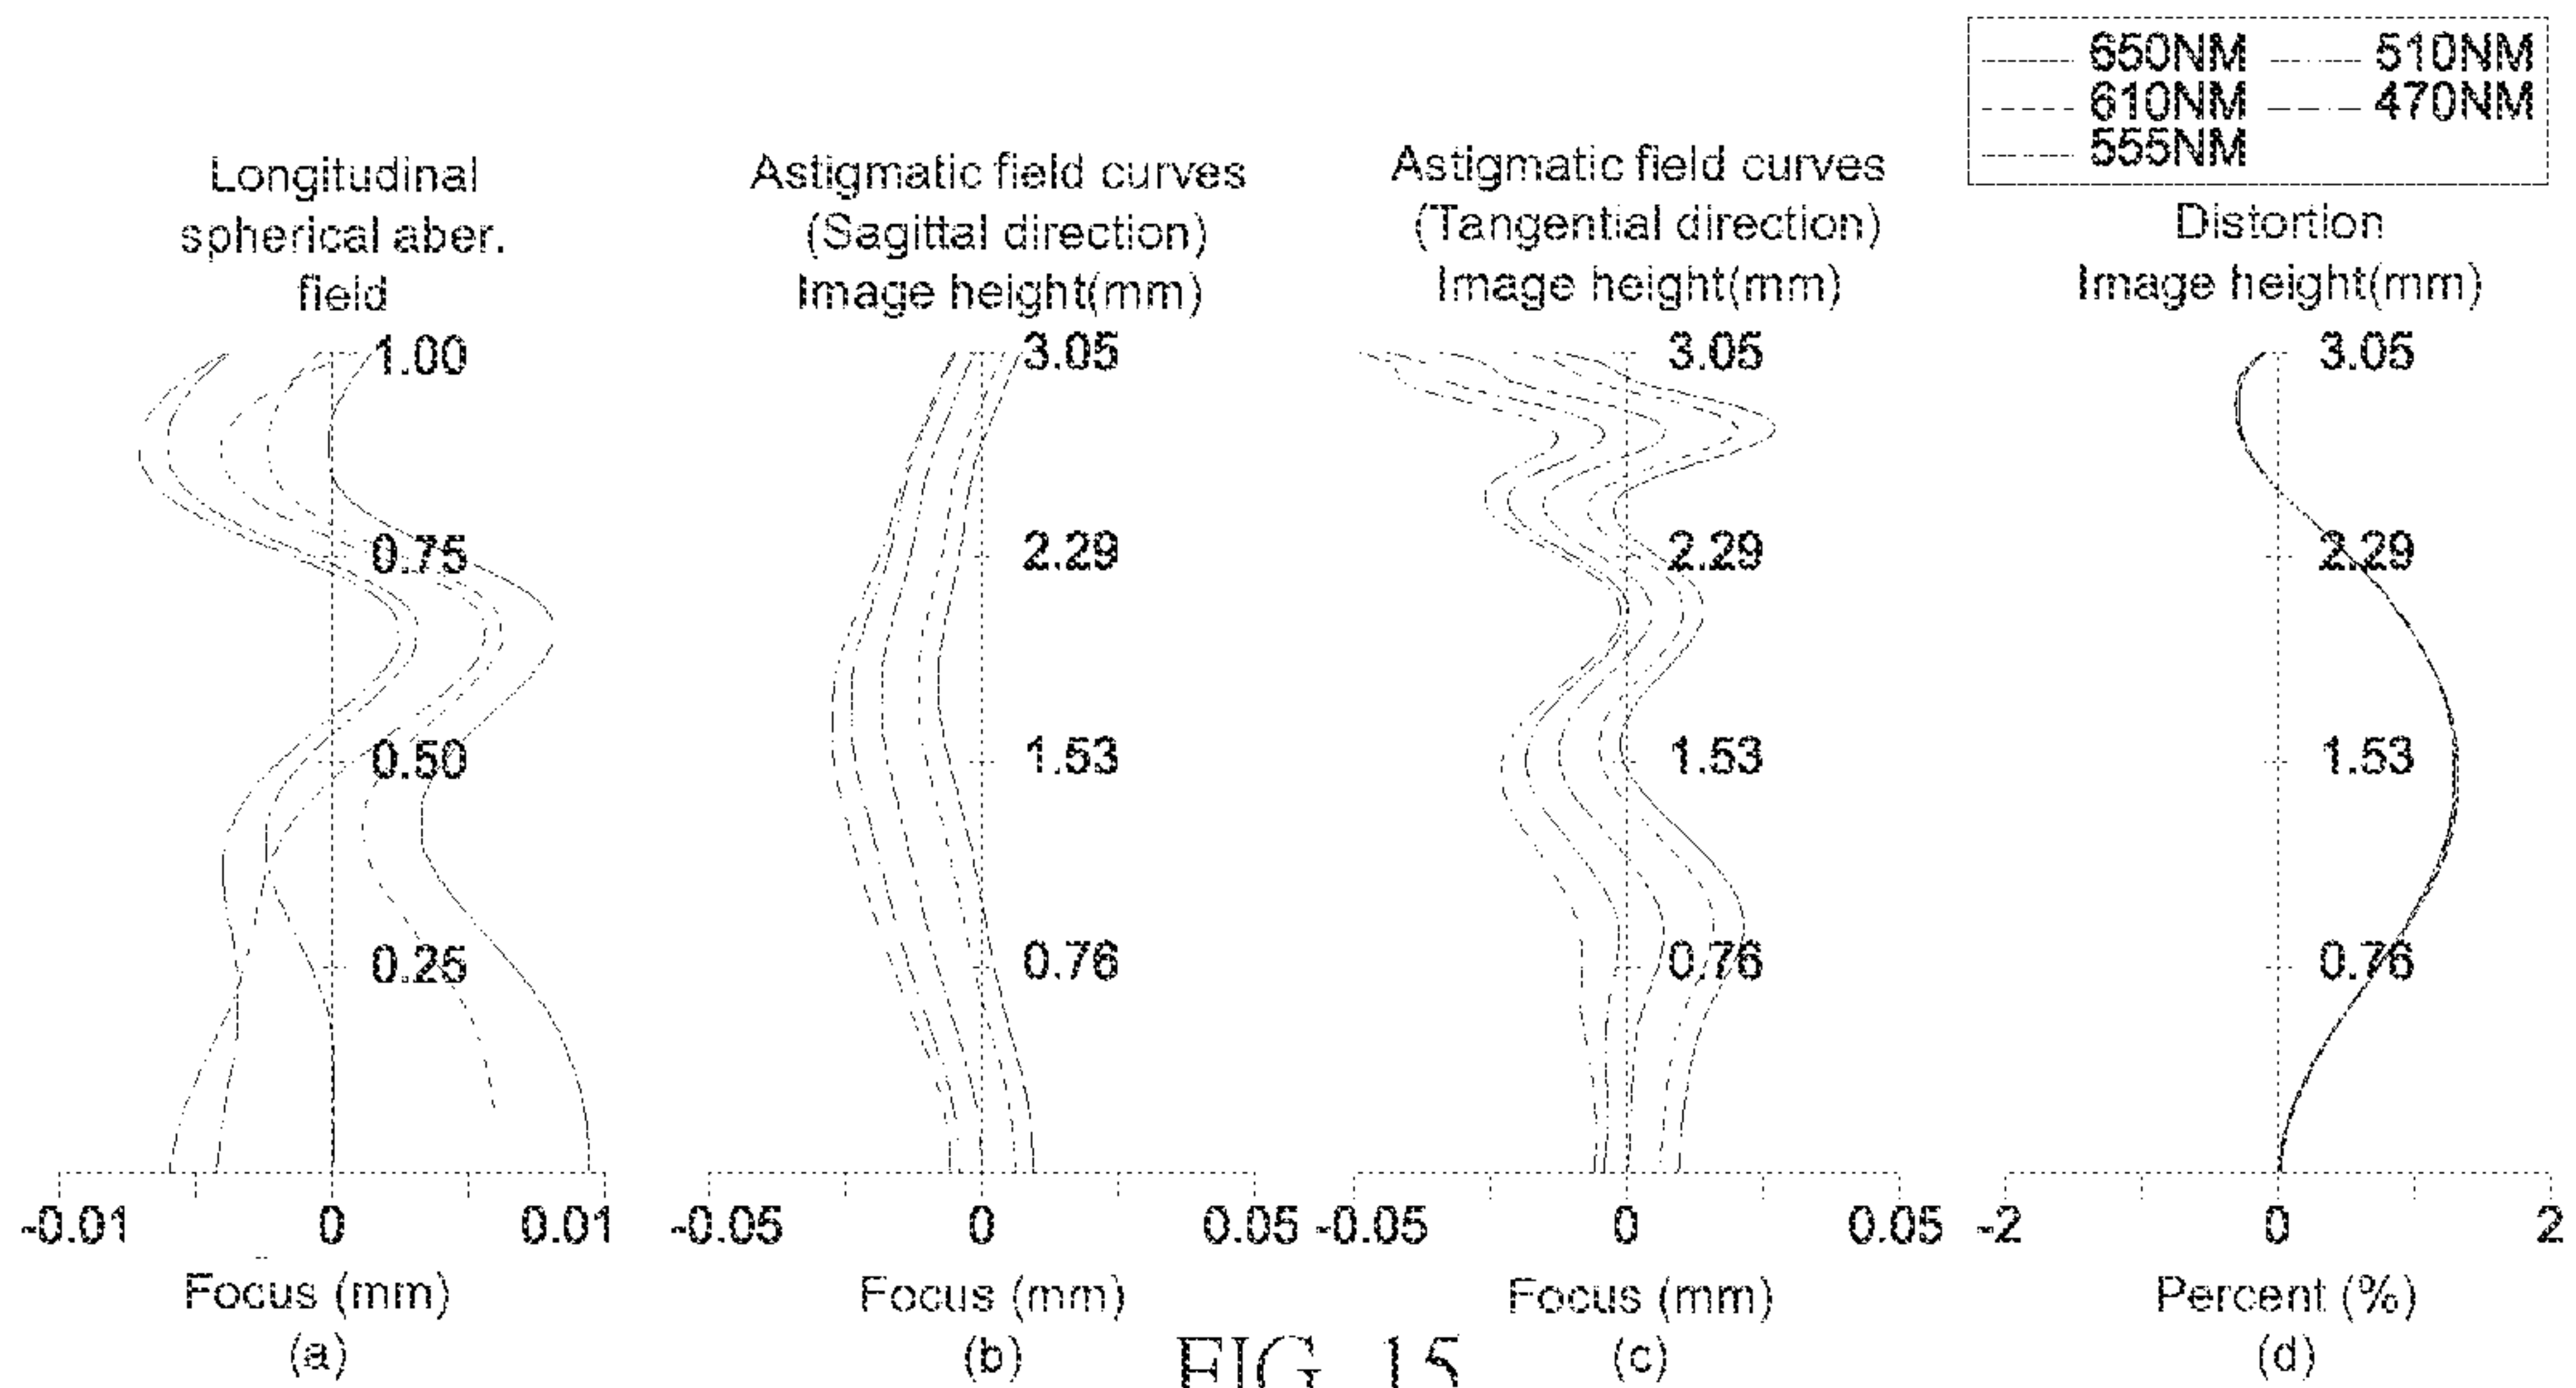 650NM 510NM
610NM 470NM
555NM
Longitudinal
spherical aber.
field
1.00
0.75
0.50
0.25
-0.01 0 0.01
Focus (mm)
(a)
Astigmatic field curves
(Sagittal direction)
Image height(mm)
3.05
2.29
1.53
0.76
-0.05 0 0.05
Focus (mm)
(b)
Astigmatic field curves
(Tangential direction)
Image height(mm)
3.05
2.29
1.53
0.76
-0.05 0 0.05
Focus (mm)
(c)
Distortion
Image height(mm)
3.05
2.29
1.53
0.76
-2 0 2
Percent (%)
(d)
FIG. 15